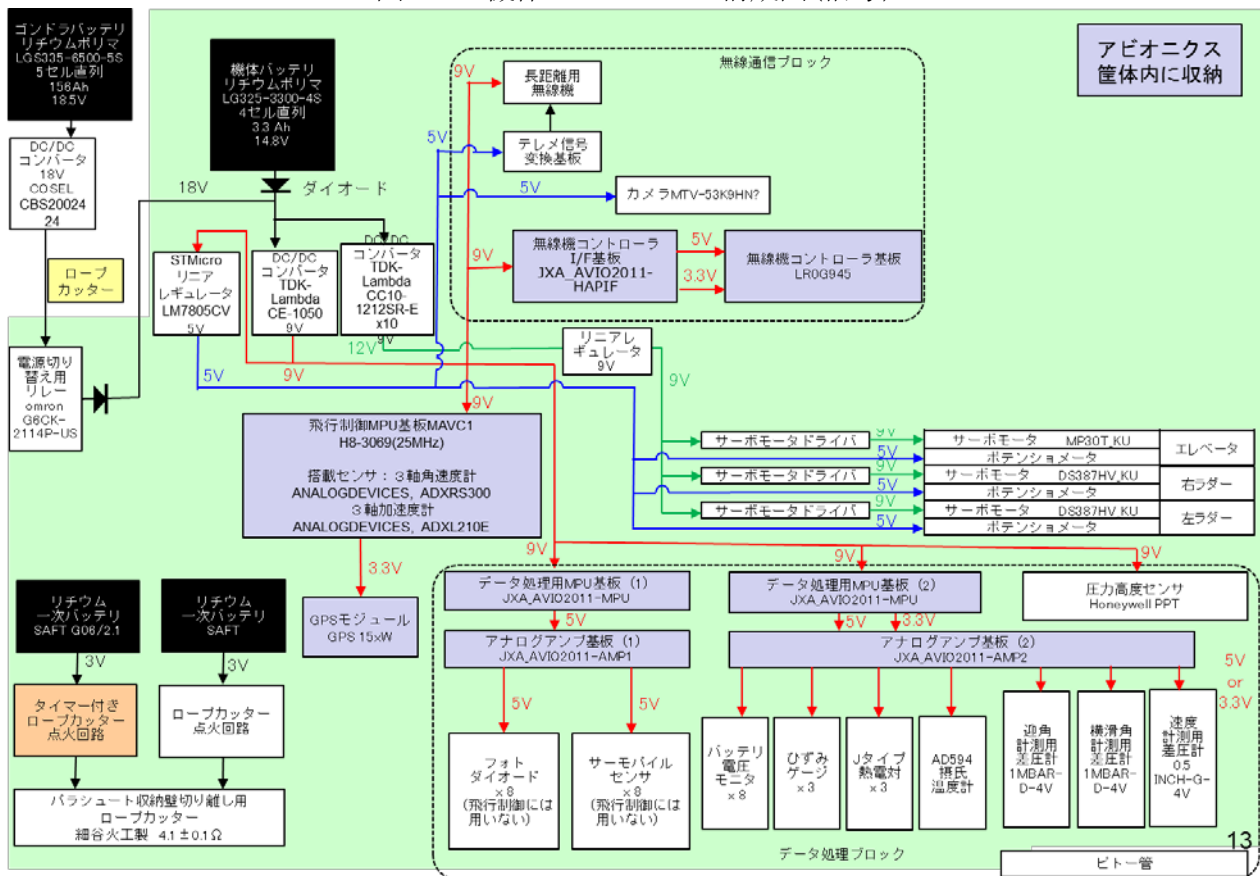 ゴンドラバッテリ
リチウムポリマ
LGS335-6500-5S
5セル直列
156Ah
18.5V
DC/DC
コンバータ
18V
COSEL
CBS20024
24
ロープ
カッター
電源切り
替え用
リレー
omron
G6CK-
2114P-US
機体バッテリ
リチウムポリマ
LG325-3300-4S
4セル直列
3.3 Ah
14.8V
18V
ダイオード
STMicro
リニア
レギュレータ
LM7805CV
5V
DC/DC
コンバータ
TDK-
Lambda
CE-1050
9V
DC/DC
コンバータ
TDK-
Lambda
CC10-
1212SR-E
x10
9V
12V
9V
5V
無線通信ブロック
9V
長距離用
無線機
5V
テレメ信号
変換基板
5V
カメラMTV-53K9HN?
9V
無線機コントローラ
I/F基板
JXA_AVIO2011-
HAPIF
5V
3.3V
無線機コントローラ基板
LR0G945
アビオニクス
筐体内に収納
リニアレ
ギュレータ
9V
9V
9V
飛行制御MPU基板MAVC1
H8-3069(25MHz)
搭載センサ:3軸角速度計
ANALOGDEVICES, ADXRS300
3軸加速度計
ANALOGDEVICES, ADXL210E
3.3V
GPSモジュール
GPS 15xW
サーボモータドライバ
9V
サーボモータ MP30T_KU
エレベータ
5V
ポテンショメータ
サーボモータドライバ
9V
サーボモータ DS387HV_KU
右ラダー
5V
ポテンショメータ
サーボモータドライバ
9V
サーボモータ DS387HV_KU
左ラダー
5V
ポテンショメータ
リチウム
一次バッテリ
SAFT G06/2.1
3V
タイマー付き
ロープカッター
点火回路
リチウム
一次バッテリ
SAFT
3V
ロープカッター
点火回路
パラシュート収納壁切り離し用
ロープカッター
細谷火工製 4.1±0.1Ω
9V
9V
9V
データ処理用MPU基板 (1)
JXA_AVIO2011-MPU
5V
アナログアンプ基板 (1)
JXA_AVIO2011-AMP1
5V
5V
フォト
ダイオード
×8
(飛行制御には
用いない)
サーモパイル
センサ
×8
(飛行制御には
用いない)
データ処理用MPU基板 (2)
JXA_AVIO2011-MPU
5V
3.3V
アナログアンプ基板 (2)
JXA_AVIO2011-AMP2
圧力高度センサ
Honeywell PPT
5V
or
3.3V
バッテリ
電圧
モニタ
×8
ひずみ
ゲージ
×3
Jタイプ
熱電対
×3
AD594
摂氏
温度計
迎角
計測用
差圧計
1MBAR-
D-4V
横滑角
計測用
差圧計
1MBAR-
D-4V
速度
計測用
差圧計
0.5
INCH-G-
4V
データ処理ブロック
ピトー管
13